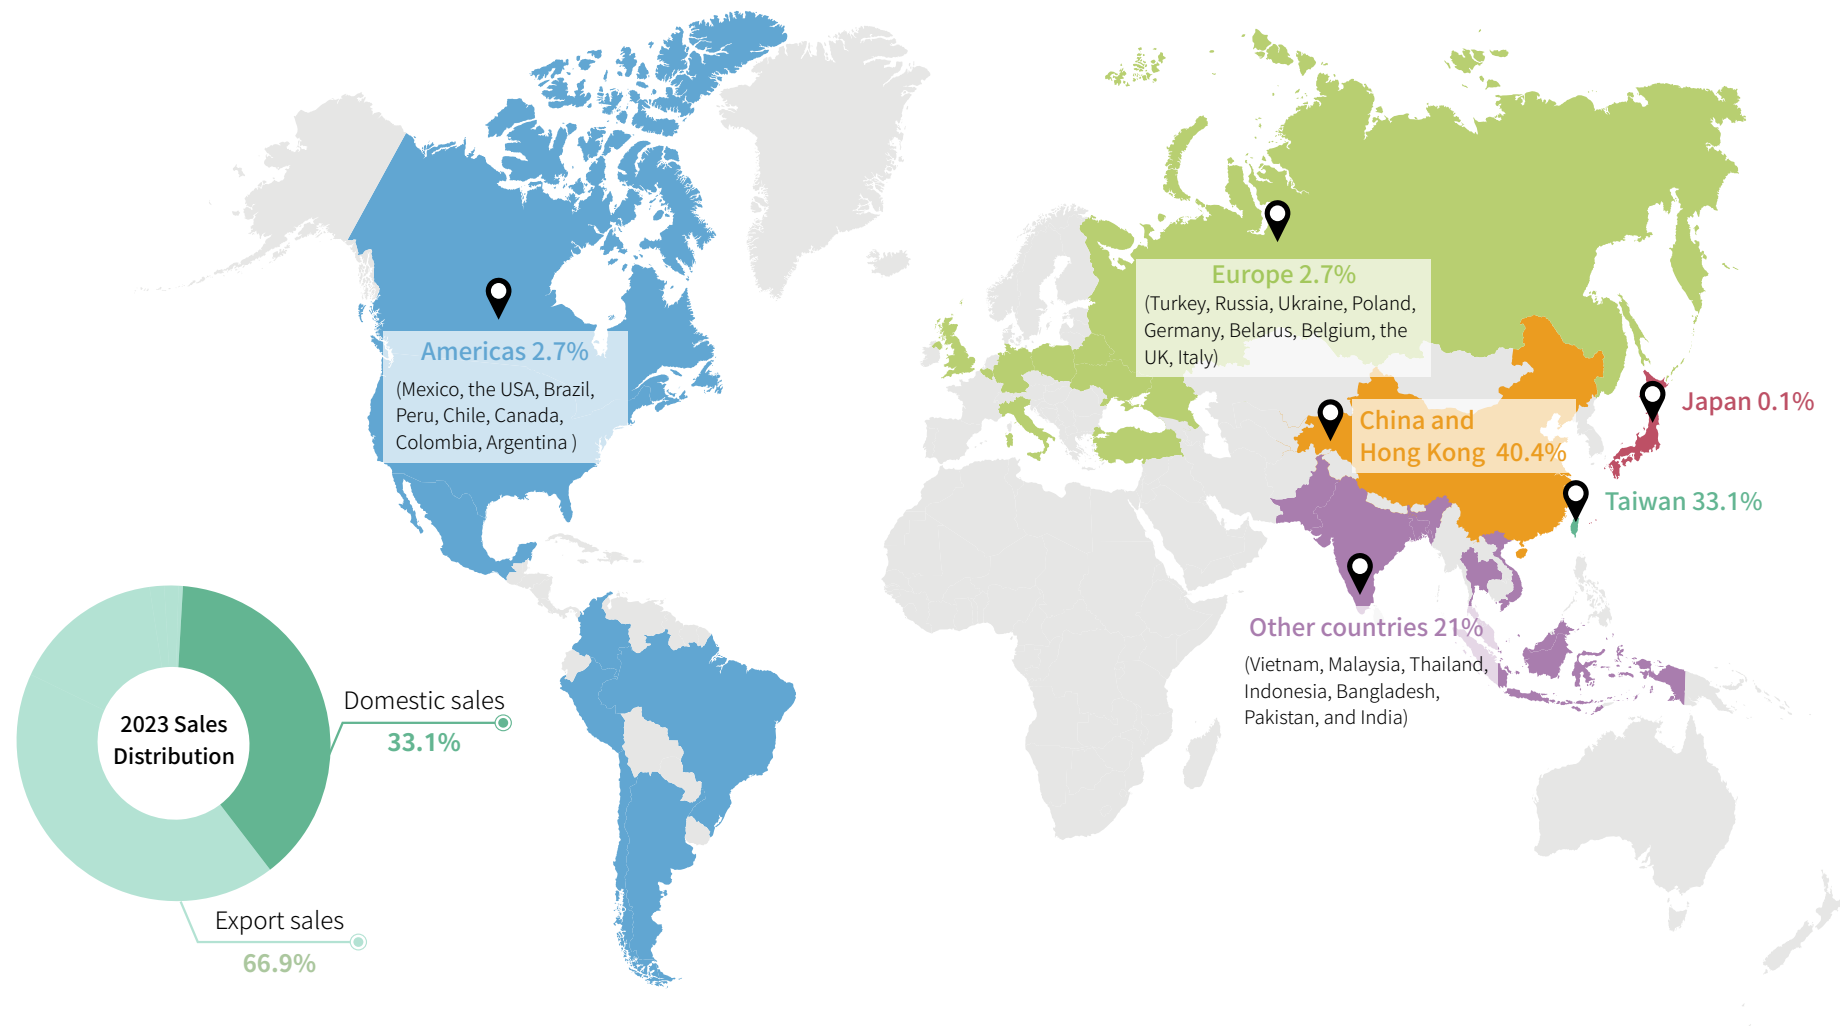 Americas 2.7%
(Mexico, the USA, Brazil,
Peru, Chile, Canada,
Colombia, Argentina )
Europe 2.7%
(Turkey, Russia, Ukraine, Poland,
Germany, Belarus, Belgium, the
UK, Italy)
China and
Hong Kong 40.4%
Japan 0.1%
Taiwan 33.1%
Other countries 21%
(Vietnam, Malaysia, Thailand,
Indonesia, Bangladesh,
Pakistan, and India)
2023 Sales
Distribution
Domestic sales
33.1%
Export sales
66.9%